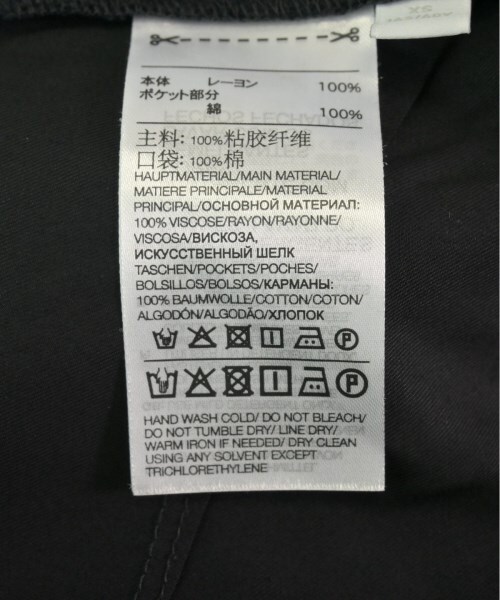 XS
本体 レーヨン 100%
ポケット部分
綿 100%
主料: 100%粘胶纤维
口袋: 100%棉
HAUPTMATERIAL/MAIN MATERIAL/
MATIERE PRINCIPALE/MATERIAL
PRINCIPAL/ОСНОВНОЙ МАТЕРИАЛ:
100% VISCOSE/RAYON/RAYONNE/
VISCOSA/ВИСКОЗА,
ИСКУССТВЕННЫЙ ШЕЛК
TASCHEN/POCKETS/POCHES/
BOLSILLOS/BOLSOS/КАРМАНЫ:
100% BAUMWOLLE/COTTON/COTON/
ALGODÓN/ALGODÃO/ХЛОПОК
P
P
HAND WASH COLD/ DO NOT BLEACH/
DO NOT TUMBLE DRY/ LINE DRY/
WARM IRON IF NEEDED/ DRY CLEAN
USING ANY SOLVENT EXCEPT
TRICHLORETHYLENE